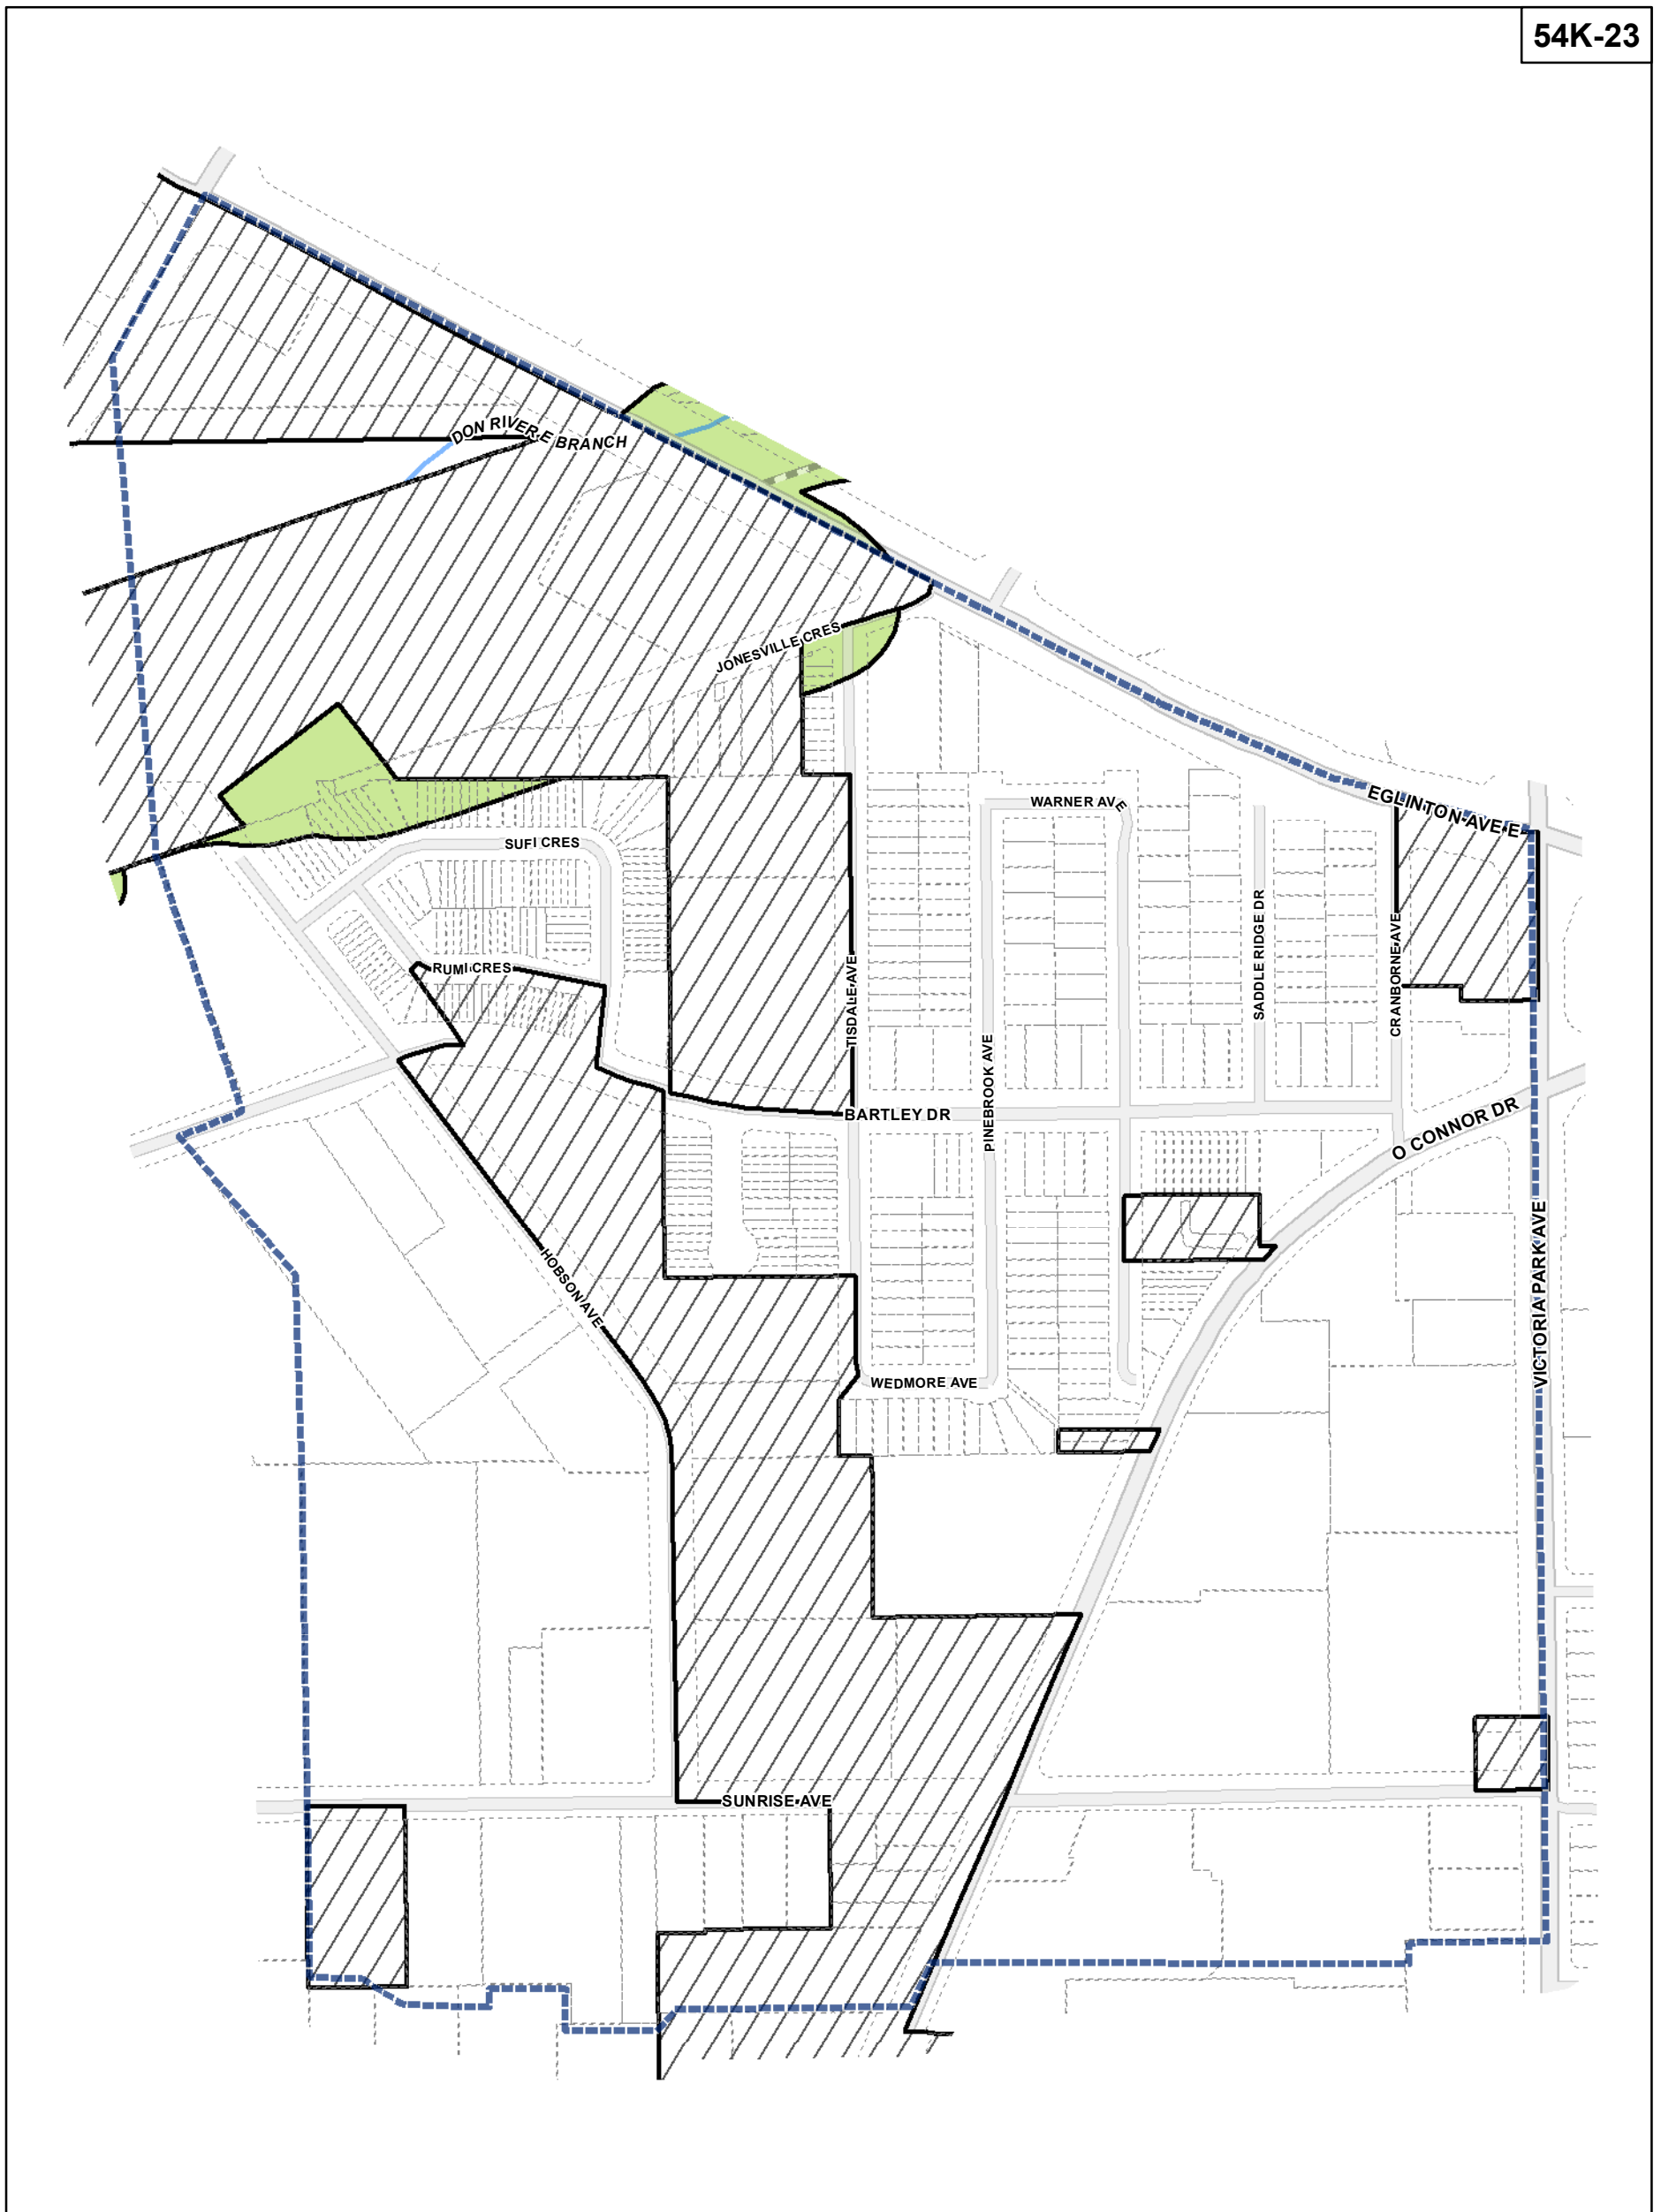 54K-23
DON RIVER E BRANCH
JONESVILLE CRES
EGLINTON AVE E
WARNER AVE
SUFI CRES
SADDLE RIDGE DR
CRANBORNE AVE
RUMI CRES
TISDALE AVE
PINEBROOK AVE
BARTLEY DR
O CONNOR DR
HOBSON AVE
VICTORIA PARK AVE
WEDMORE AVE
SUNRISE AVE